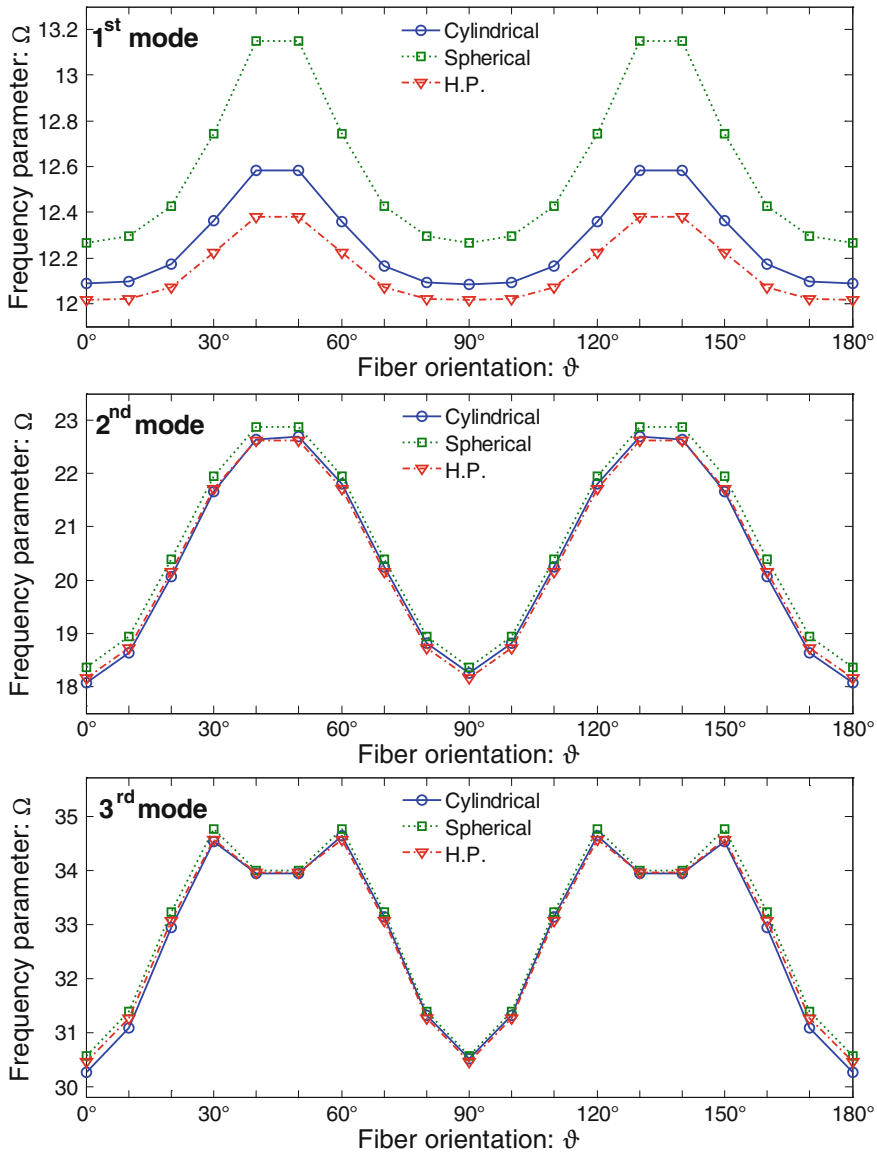 1st mode
Cylindrical
Spherical
H.P.
Frequency parameter: Ω
13.2
13
12.8
12.6
12.4
12.2
12
0° 30° 60° 90° 120° 150° 180°
Fiber orientation: ϑ
2nd mode
Cylindrical
Spherical
H.P.
Frequency parameter: Ω
23
22
21
20
19
18
0° 30° 60° 90° 120° 150° 180°
Fiber orientation: ϑ
3rd mode
Cylindrical
Spherical
H.P.
Frequency parameter: Ω
35
34
33
32
31
30
0° 30° 60° 90° 120° 150° 180°
Fiber orientation: ϑ